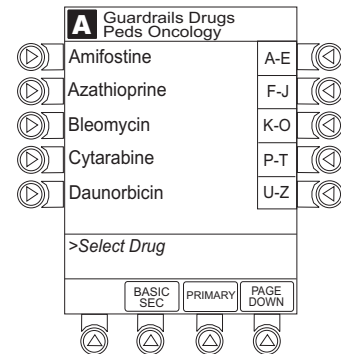 A Guardrails Drugs
Peds Oncology
Amifostine A-E
Azathioprine F-J
Bleomycin K-O
Cytarabine P-T
Daunorbicin U-Z
>Select Drug
BASIC SEC PRIMARY PAGE DOWN